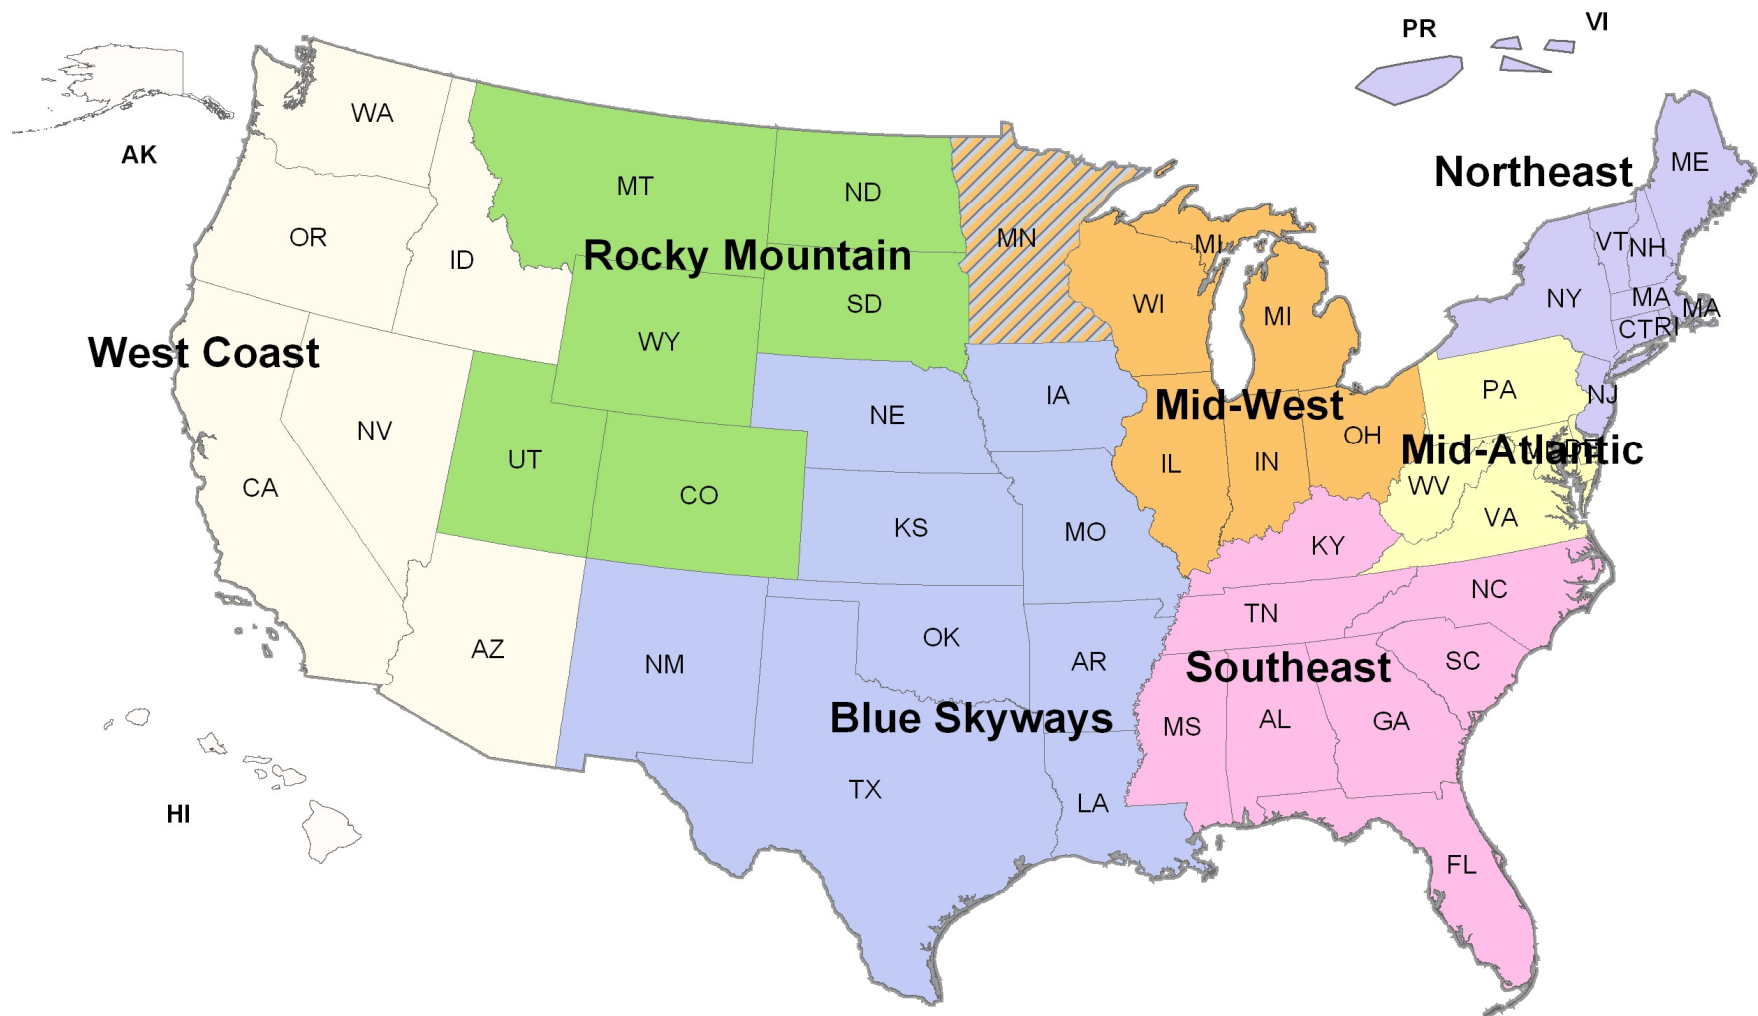 PR
VI
WA
AK
Northeast
ME
MT
ND
OR
MN
MI
VT
NH
Rocky Mountain
ID
SD
WI
NY
MA
MA
MI
CT
RI
West Coast
WY
PA
IA
NJ
Mid-West
NE
NV
OH
Mid-Atlantic
UT
IL
IN
CA
CO
WV
KS
MO
VA
KY
NC
TN
OK
AZ
NM
AR
SC
Southeast
Blue Skyways
MS
AL
GA
TX
LA
HI
FL